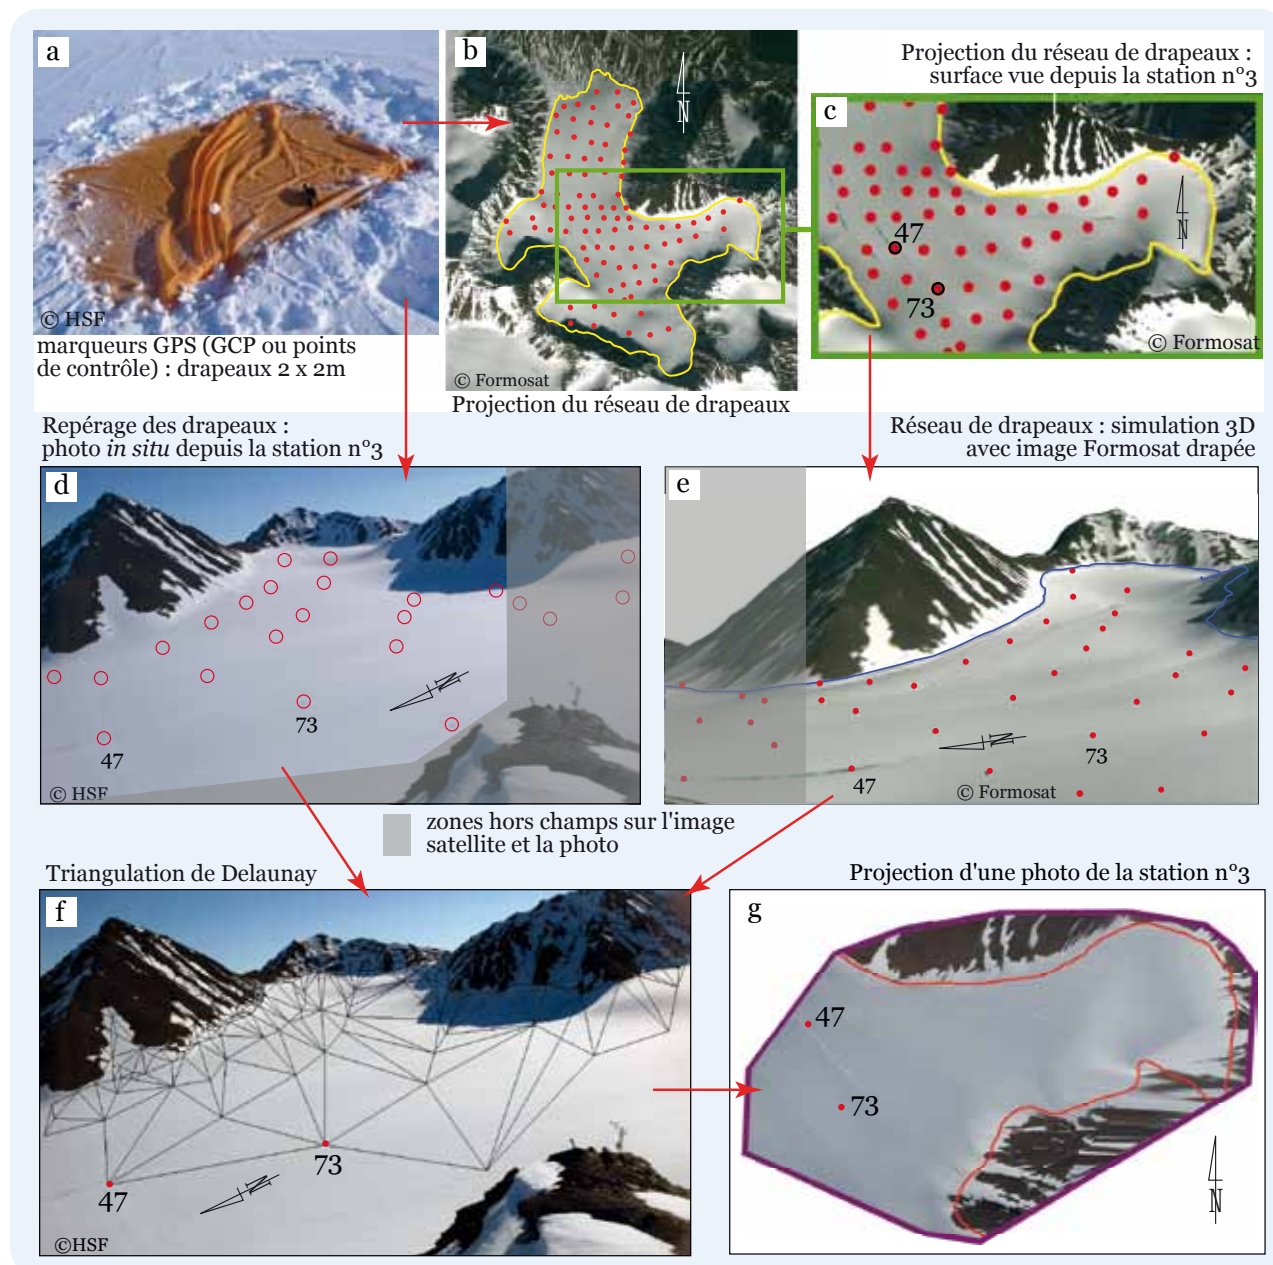 a
© HSF
marqueurs GPS (GCP ou points
de contrôle) : drapeaux 2 x 2m
b
N
© Formosat
Projection du réseau de drapeaux
Projection du réseau de drapeaux :
surface vue depuis la station n°3
c
N
47
73
© Formosat
Repérage des drapeaux :
photo in situ depuis la station n°3
d
N
73
47
© HSF
Réseau de drapeaux : simulation 3D
avec image Formosat drapée
e
N
73
47
© Formosat
zones hors champs sur l'image
satellite et la photo
Triangulation de Delaunay
f
73
47
N
©HSF
Projection d'une photo de la station n°3
g
47
73
N